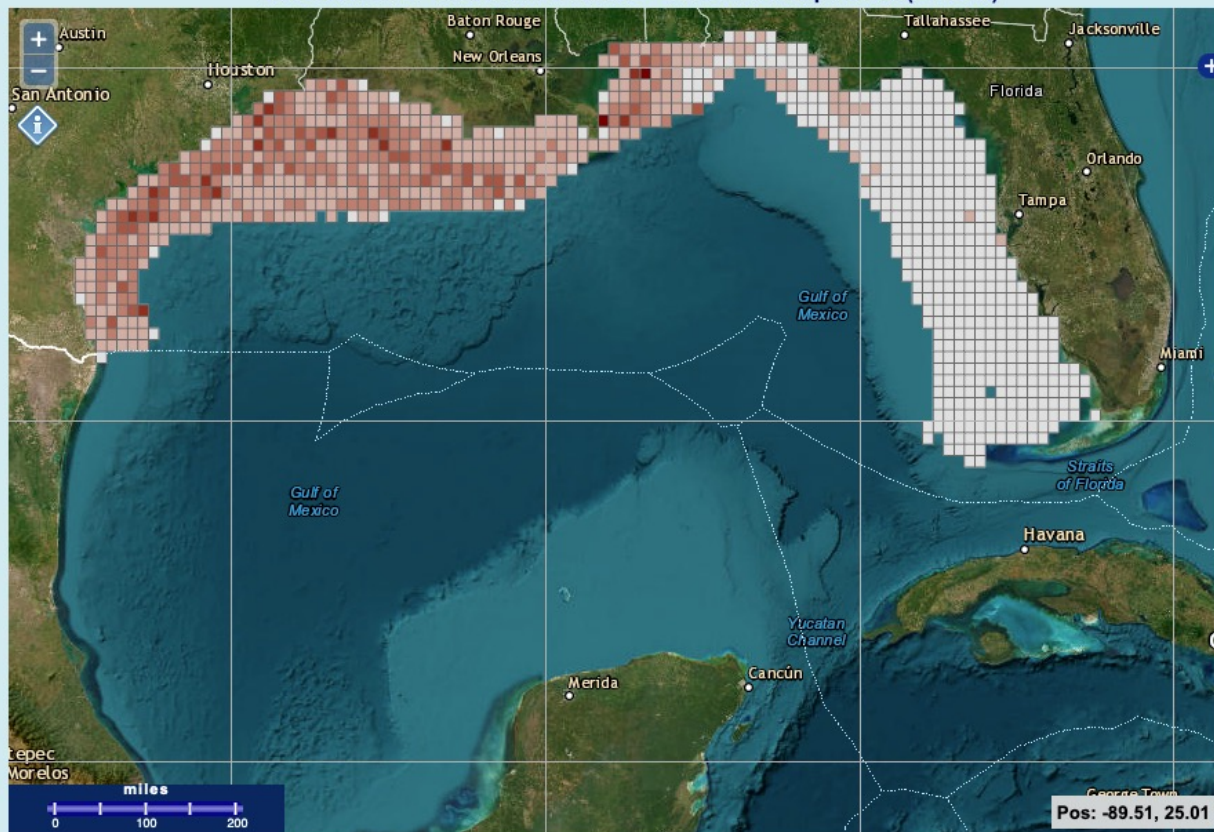 +
−
Austin
Houston
San Antonio
Baton Rouge
New Orleans
Tallahassee
Jacksonville
+
Florida
Orlando
Tampa
Gulf of
Mexico
Miami
Gulf of
Mexico
Straits
of Florida
Havana
Yucatan
Channel
Merida
Cancún
tepec
Morelos
George Town
miles
0
100
200
Pos: -89.51, 25.01